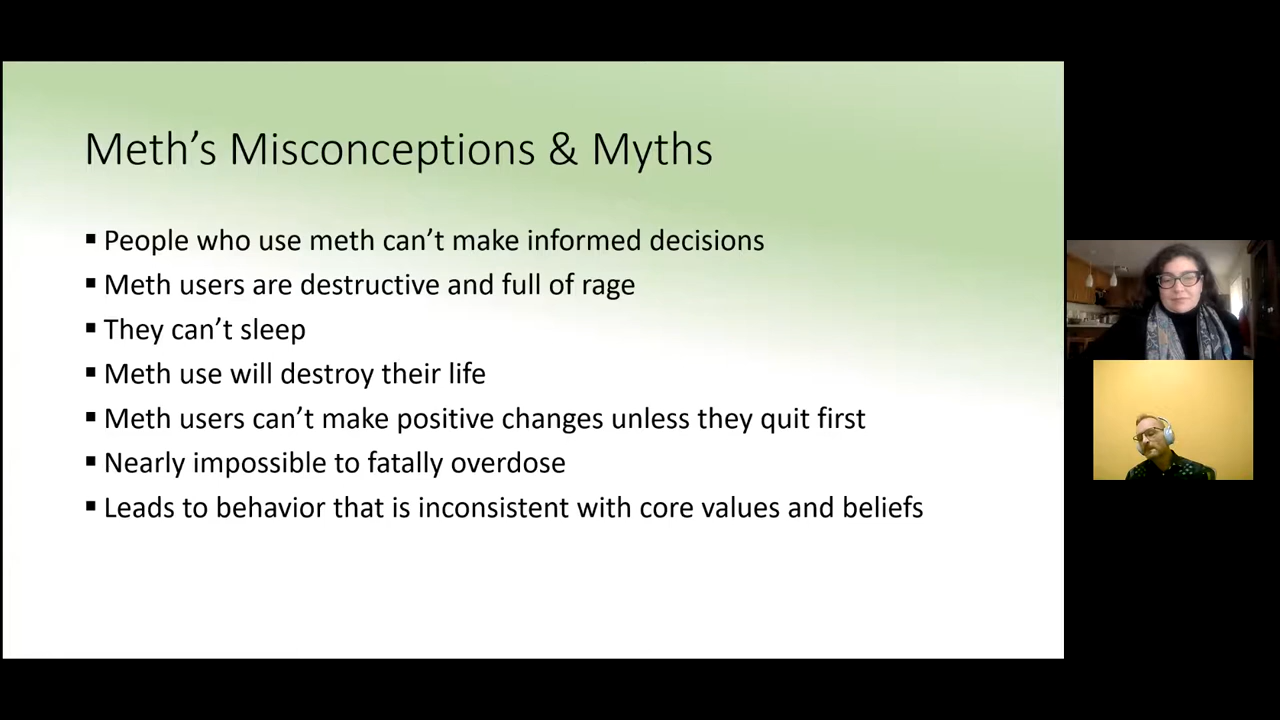 Meth’s Misconceptions & Myths
▪ People who use meth can’t make informed decisions
▪ Meth users are destructive and full of rage
▪ They can’t sleep
▪ Meth use will destroy their life
▪ Meth users can’t make positive changes unless they quit first
▪ Nearly impossible to fatally overdose
▪ Leads to behavior that is inconsistent with core values and beliefs